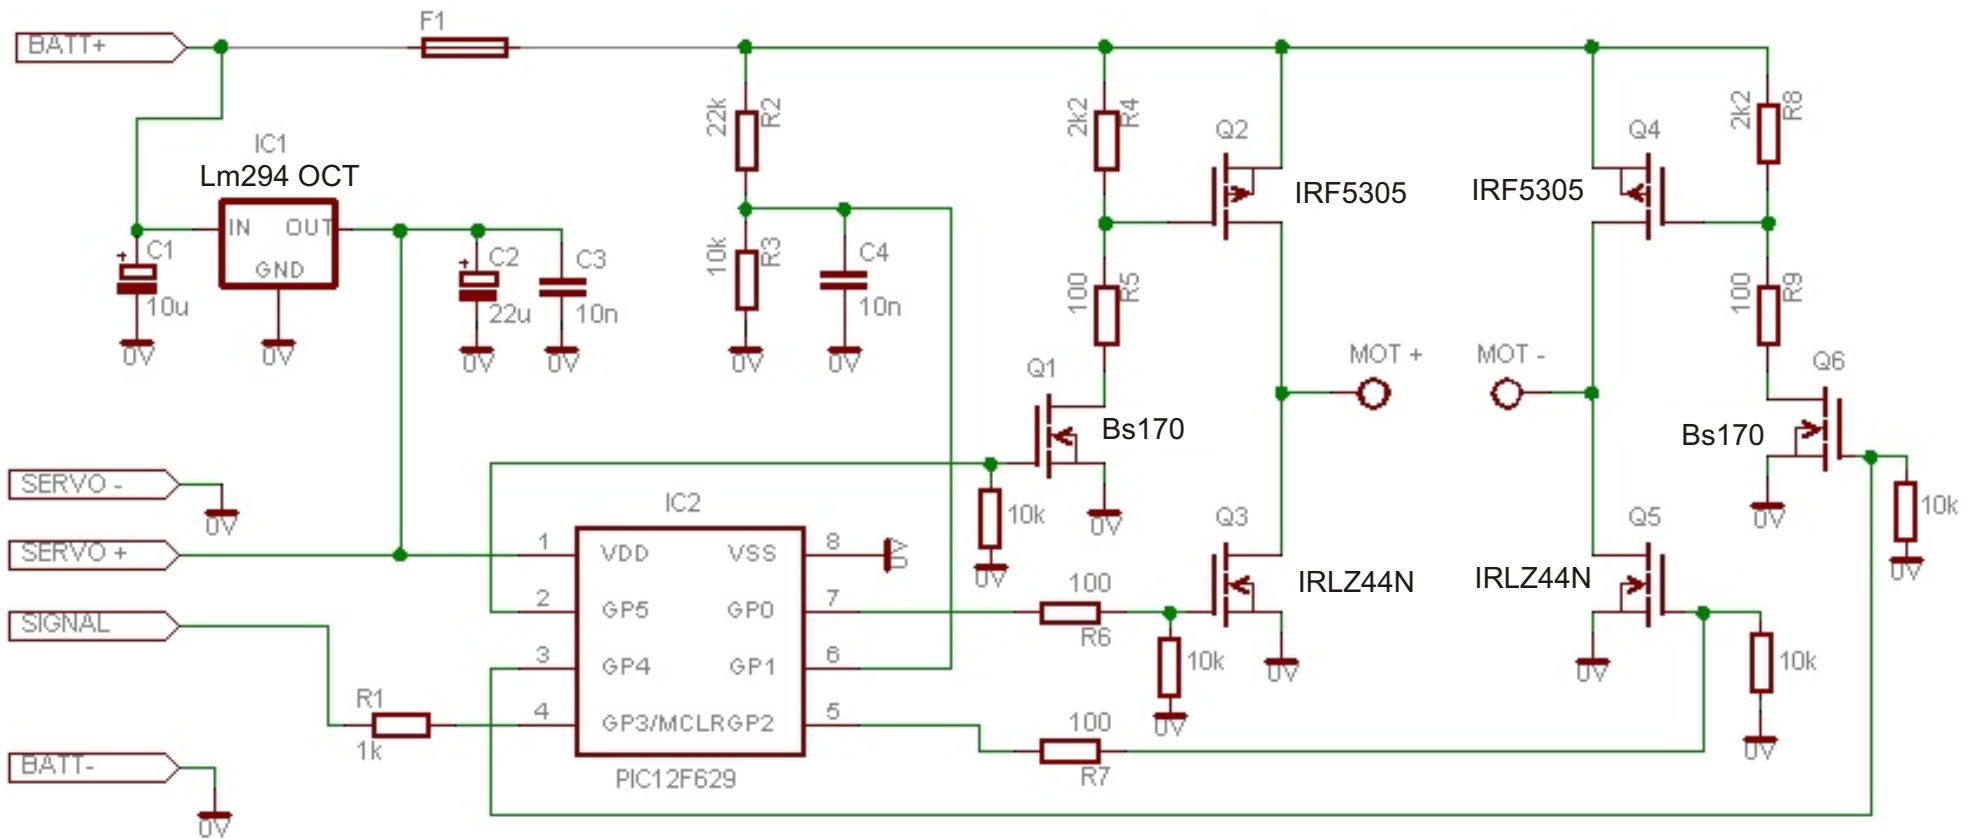 F1
BATT+
22k
R2
2k2
R4
Q2
IRF5305
Q4
IRF5305
2k2
R8
IC1
Lm294 OCT
IN
OUT
GND
+
C1
10u
0V
0V
+
C2
22u
0V
C3
10n
0V
10k
R3
0V
C4
10n
0V
100
R5
100
R9
MOT +
MOT -
Q1
Bs170
0V
10k
0V
Q6
Bs170
0V
10k
0V
SERVO -
0V
SERVO +
SIGNAL
R1
1k
BATT-
0V
IC2
1
VDD
VSS
8
0V
2
GP5
GP0
7
3
GP4
GP1
6
4
GP3/MCLRGP2
5
PIC12F629
100
R6
10k
0V
Q3
IRLZ44N
0V
Q5
IRLZ44N
0V
10k
0V
100
R7